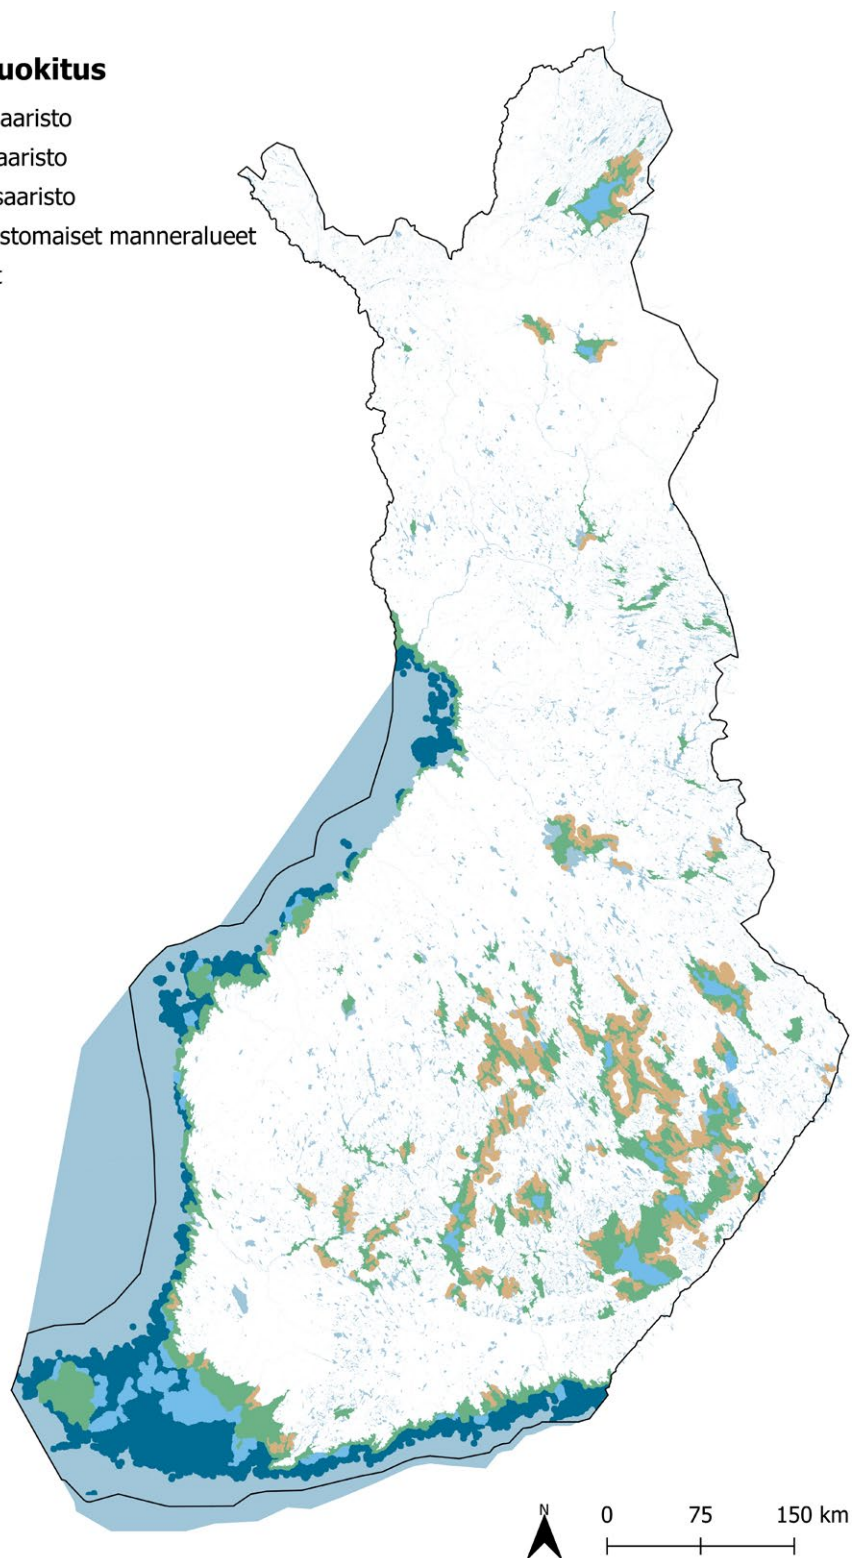 uokitus
aaristo
aaristo
saaristo
stomaiset manneralueet
t
N
0 75 150 km